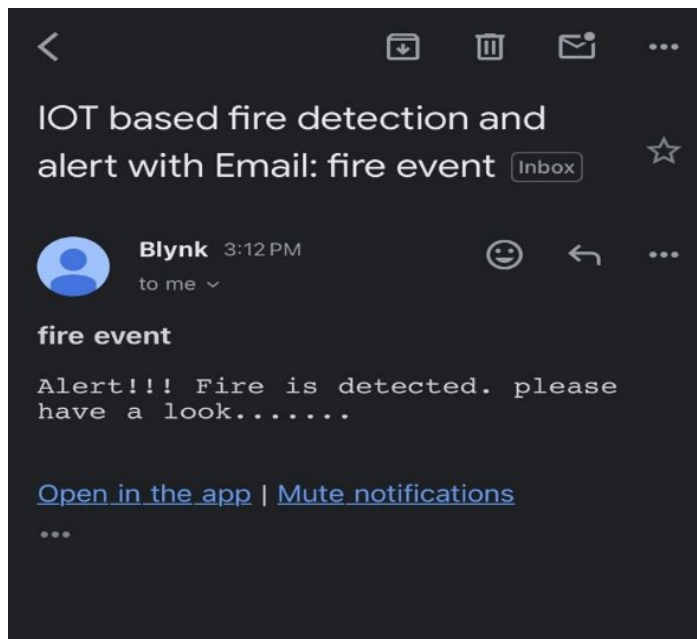 IOT based fire detection and
alert with Email: fire event Inbox
Blynk 3:12 PM
to me
fire event
Alert!!! Fire is detected. please
have a look.......
Open in the app | Mute notifications